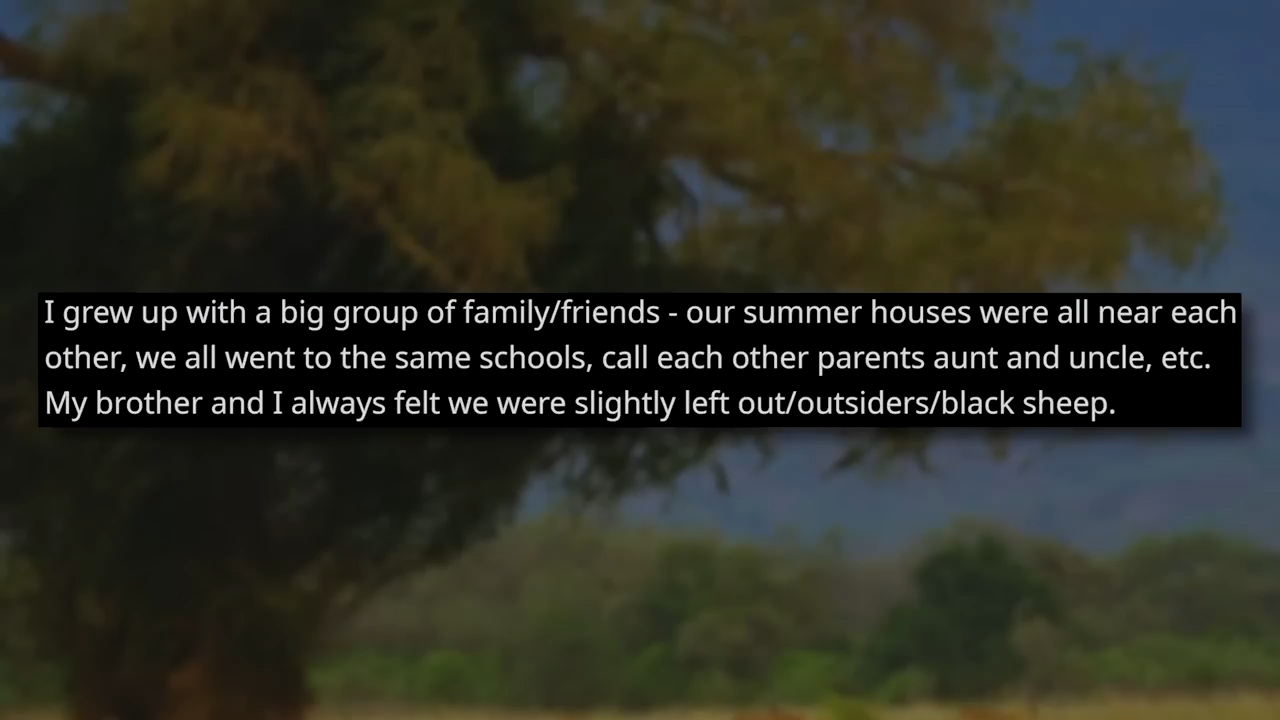 I grew up with a big group of family/friends - our summer houses were all near each
other, we all went to the same schools, call each other parents aunt and uncle, etc.
My brother and I always felt we were slightly left out/outsiders/black sheep.